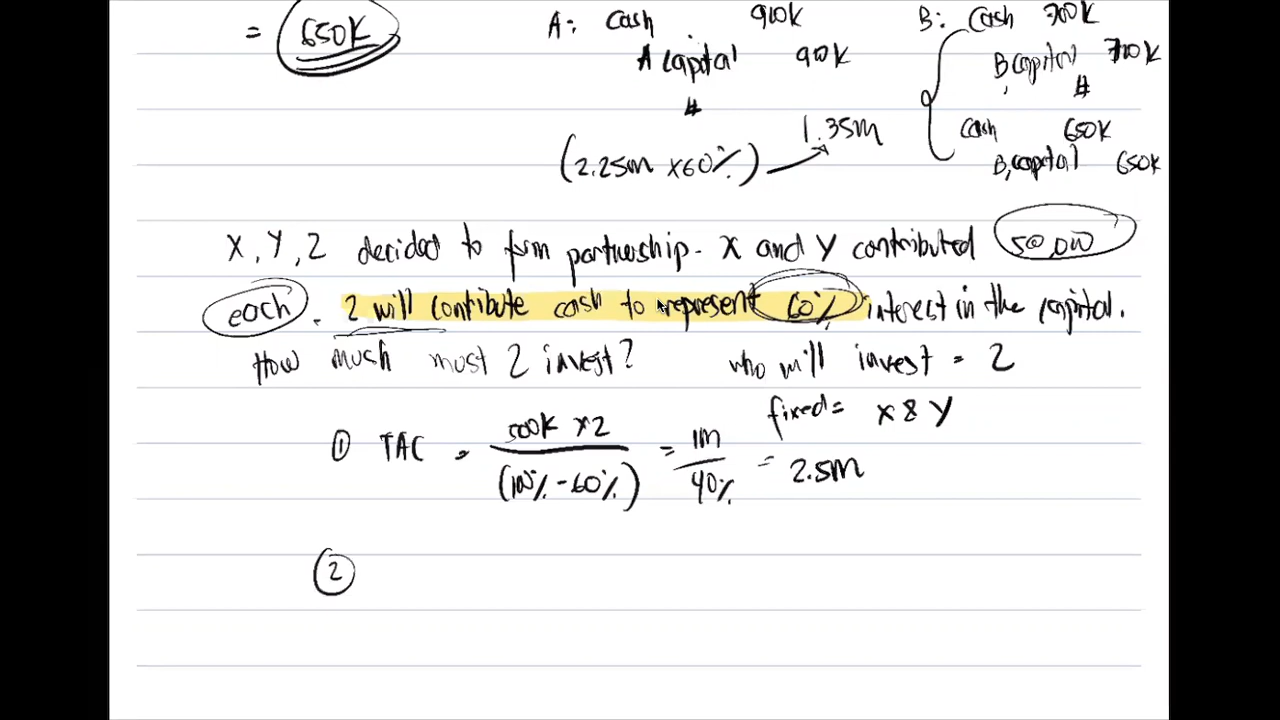 = 650K
A: Cash 900K
A capital 900K
#
(2.25m x60%) 1.35m
B: Cash 700K
B, capital 700K
#
Cash 650K
B, capital 650K
X, Y, Z decided to form partnership - X and Y contributed 500,000
each. Z will contribute cash to represent 60% interest in the capital.
How much must Z invest? who will invest = Z
fixed = X & Y
① TAC = 500K x2 / (100% - 60%) = 1m / 40% = 2.5m
②